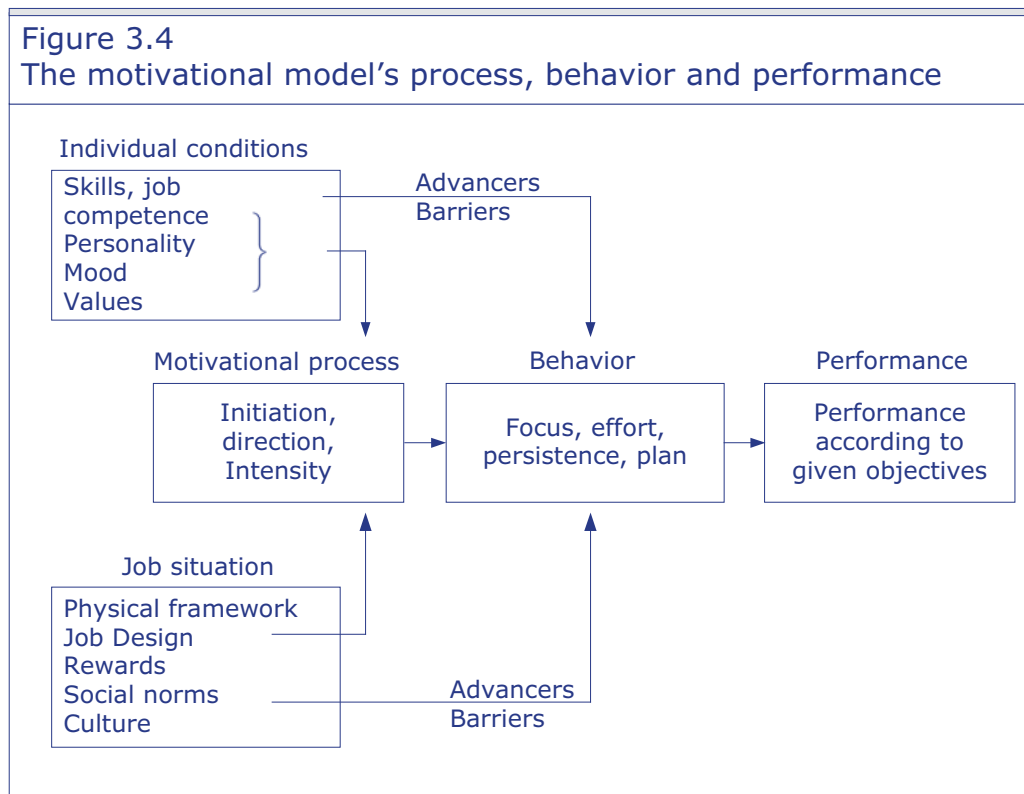 Figure 3.4
The motivational model’s process, behavior and performance
Individual conditions
Skills, job
competence
Personality
Mood
Values
Advancers
Barriers
Motivational process
Initiation,
direction,
Intensity
Behavior
Focus, effort,
persistence, plan
Performance
Performance
according to
given objectives
Job situation
Physical framework
Job Design
Rewards
Social norms
Culture
Advancers
Barriers